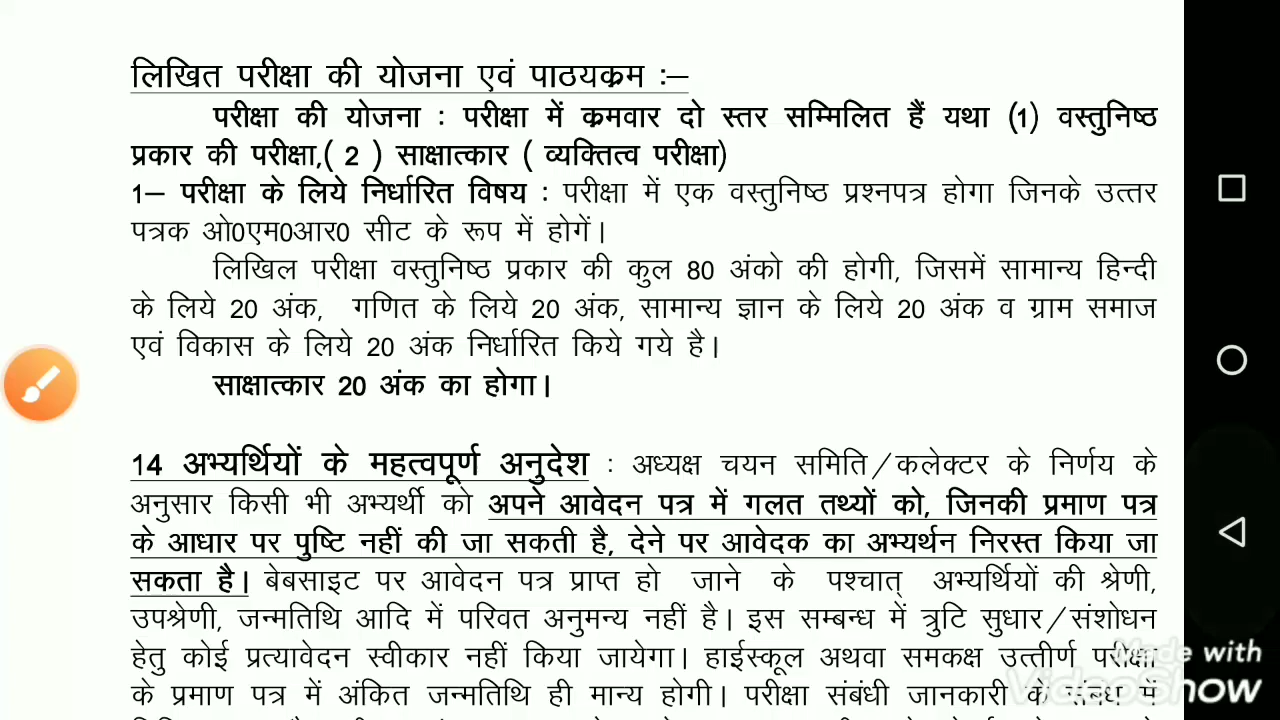 लिखित परीक्षा की योजना एवं पाठयक्रम :–
परीक्षा की योजना : परीक्षा में क्रमवार दो स्तर सम्मिलित हैं यथा (1) वस्तुनिष्ठ
प्रकार की परीक्षा,( 2 ) साक्षात्कार ( व्यक्तित्व परीक्षा)
1– परीक्षा के लिये निर्धारित विषय : परीक्षा में एक वस्तुनिष्ठ प्रश्नपत्र होगा जिनके उत्तर
पत्रक ओ0एम0आर0 सीट के रूप में होगें।
लिखिल परीक्षा वस्तुनिष्ठ प्रकार की कुल 80 अंको की होगी, जिसमें सामान्य हिन्दी
के लिये 20 अंक, गणित के लिये 20 अंक, सामान्य ज्ञान के लिये 20 अंक व ग्राम समाज
एवं विकास के लिये 20 अंक निर्धारित किये गये है।
साक्षात्कार 20 अंक का होगा।
14 अभ्यर्थियों के महत्वपूर्ण अनुदेश : अध्यक्ष चयन समिति/कलेक्टर के निर्णय के
अनुसार किसी भी अभ्यर्थी को अपने आवेदन पत्र में गलत तथ्यों को, जिनकी प्रमाण पत्र
के आधार पर पुष्टि नहीं की जा सकती है, देने पर आवेदक का अभ्यर्थन निरस्त किया जा
सकता है। बेबसाइट पर आवेदन पत्र प्राप्त हो जाने के पश्चात् अभ्यर्थियों की श्रेणी,
उपश्रेणी, जन्मतिथि आदि में परिवत अनुमन्य नहीं है। इस सम्बन्ध में त्रुटि सुधार/संशोधन
हेतु कोई प्रत्यावेदन स्वीकार नहीं किया जायेगा। हाईस्कूल अथवा समकक्ष उत्तीर्ण परीक्षा
के प्रमाण पत्र में अंकित जन्मतिथि ही मान्य होगी। परीक्षा संबंधी जानकारी के संबध में
Made with
VideoShow